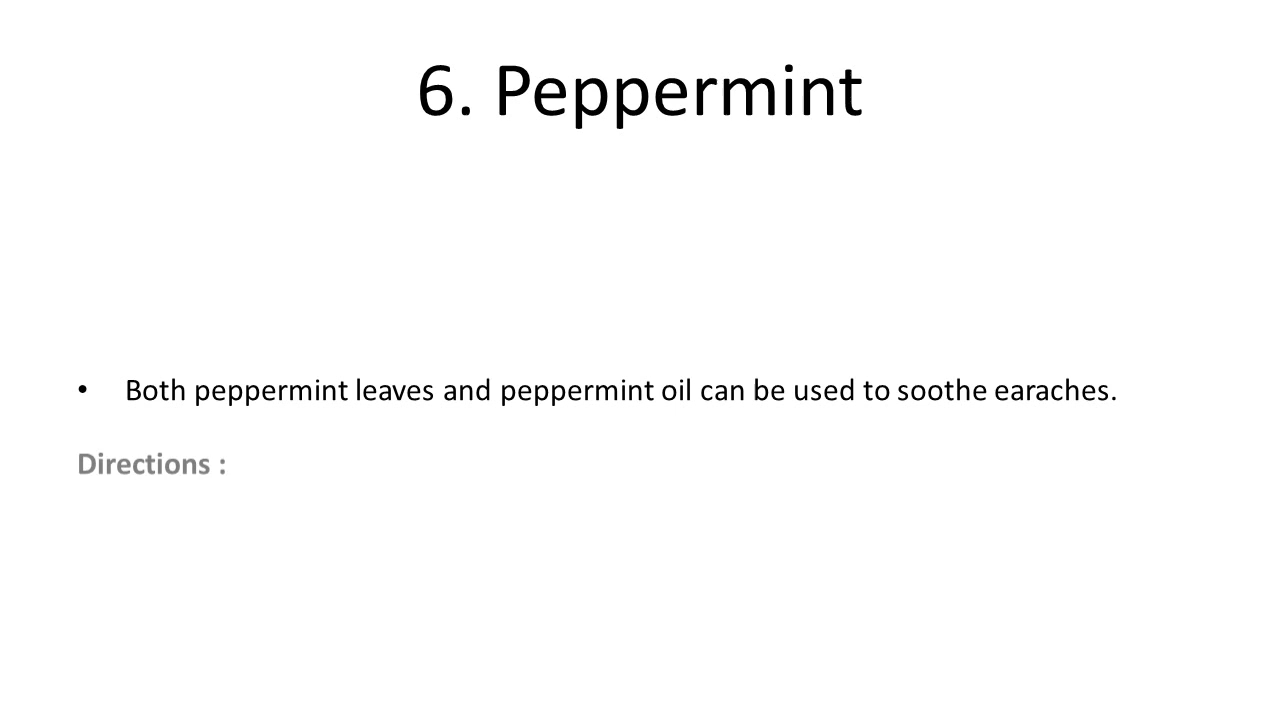 6. Peppermint
• Both peppermint leaves and peppermint oil can be used to soothe earaches.
Directions :